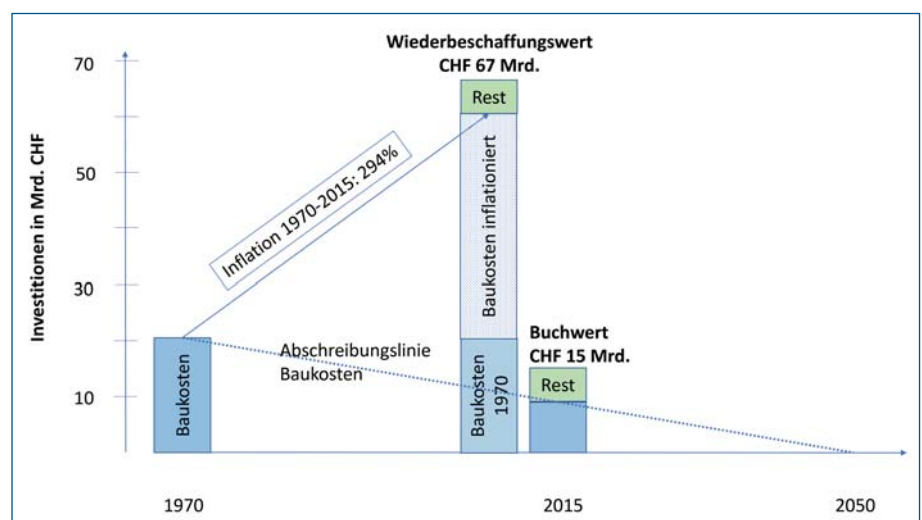 Wiederbeschaffungswert
CHF 67 Mrd.
Investitionen in Mrd. CHF
70
50
30
10
Rest
Inflation 1970-2015: 294%
Baukosten inflationiert
Buchwert
CHF 15 Mrd.
Abschreibungslinie
Baukosten
Baukosten
Baukosten
1970
Rest
1970
2015
2050